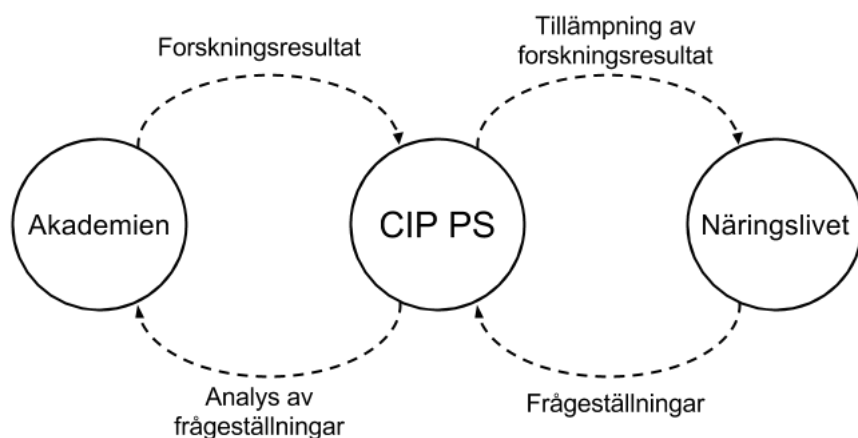 Forskningsresultat
Tillämpning av
forskningsresultat
Akademien
CIP PS
Näringslivet
Analys av
frågeställningar
Frågeställningar